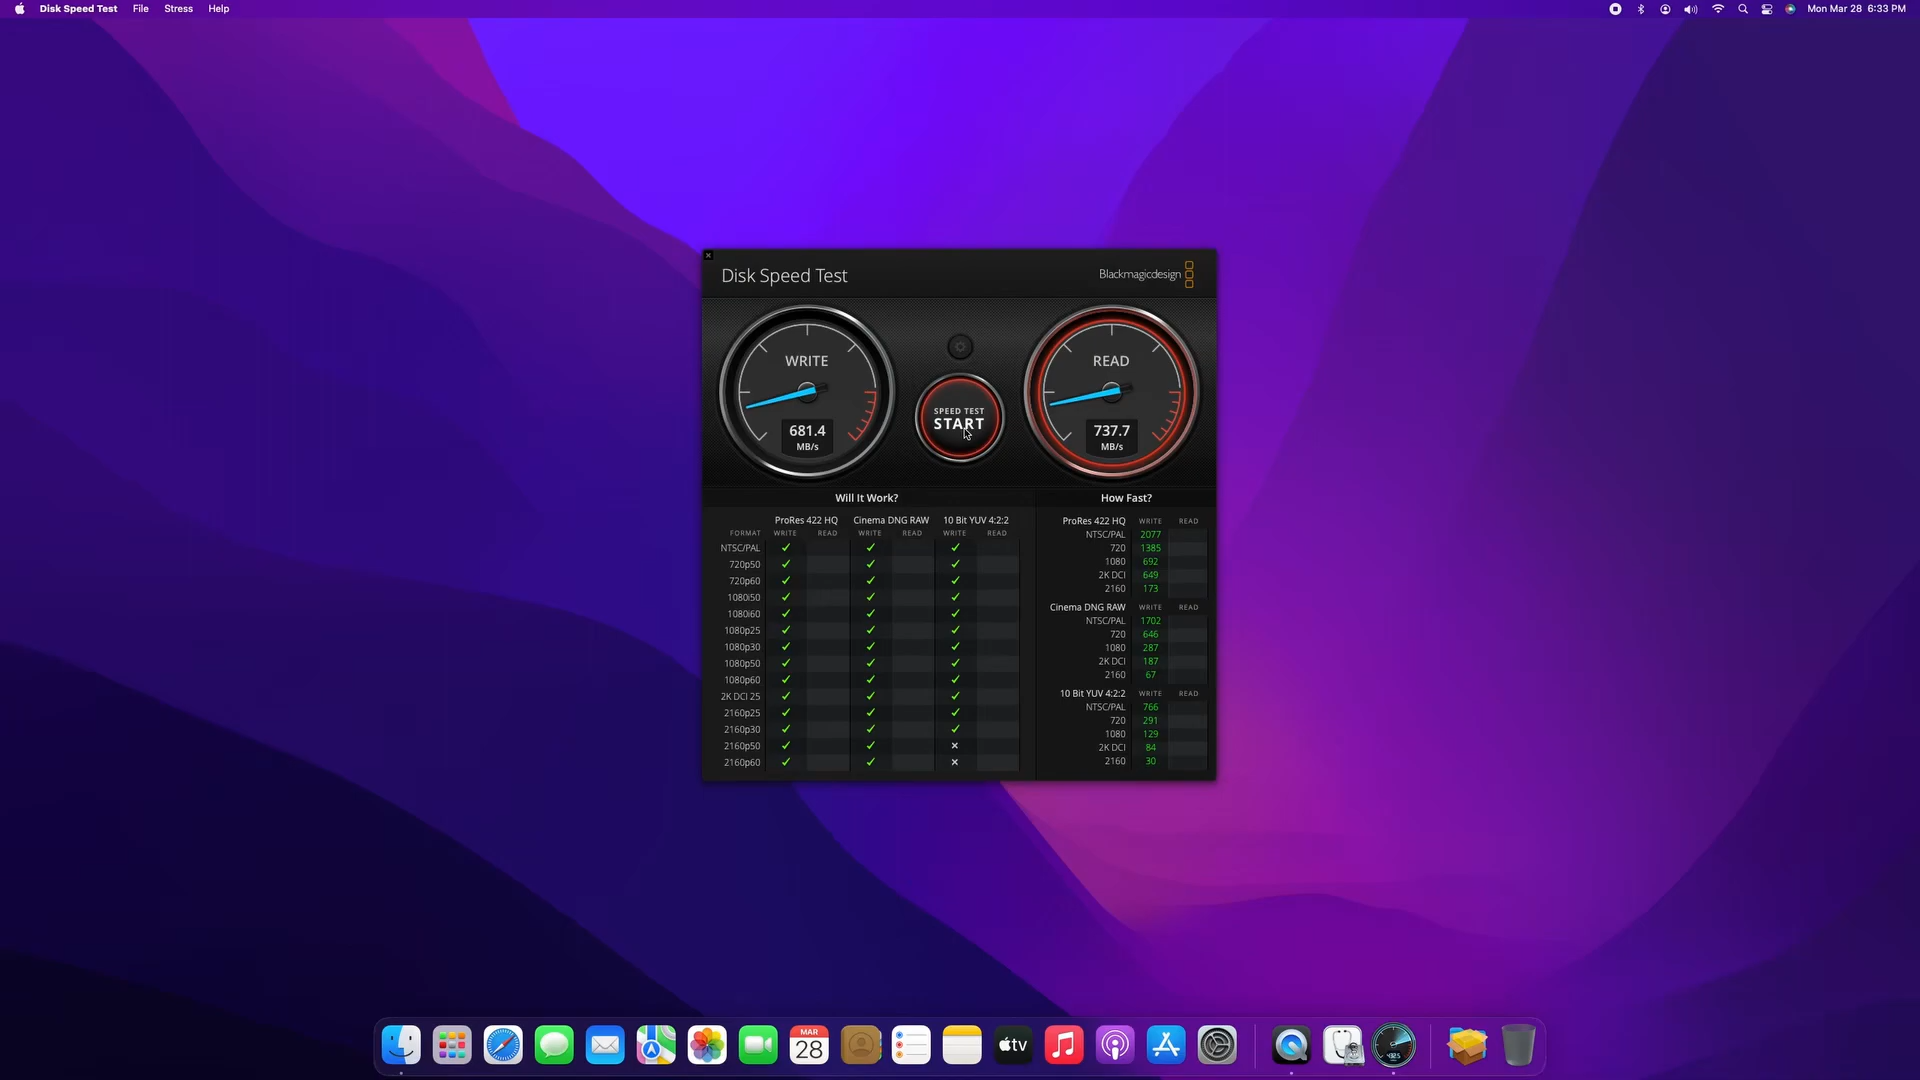 Disk Speed Test File Stress Help
Mon Mar 28 6:33 PM
Disk Speed Test
Blackmagicdesign
WRITE
681.4
MB/s
SPEED TEST
START
READ
737.7
MB/s
Will It Work?
ProRes 422 HQ Cinema DNG RAW 10 Bit YUV 4:2:2
FORMAT WRITE READ WRITE READ WRITE READ
NTSC/PAL ✓ ✓ ✓
720p50 ✓ ✓ ✓
720p60 ✓ ✓ ✓
1080i50 ✓ ✓ ✓
1080i60 ✓ ✓ ✓
1080p25 ✓ ✓ ✓
1080p30 ✓ ✓ ✓
1080p50 ✓ ✓ ✓
1080p60 ✓ ✓ ✓
2K DCI 25 ✓ ✓ ✓
2160p25 ✓ ✓ ✓
2160p30 ✓ ✓ ✓
2160p50 ✓ ✓ ✕
2160p60 ✓ ✓ ✕
How Fast?
ProRes 422 HQ WRITE READ
NTSC/PAL 2077
720 1385
1080 692
2K DCI 649
2160 173
Cinema DNG RAW WRITE READ
NTSC/PAL 1702
720 646
1080 287
2K DCI 187
2160 67
10 Bit YUV 4:2:2 WRITE READ
NTSC/PAL 766
720 291
1080 129
2K DCI 84
2160 30
MAR
28
tv